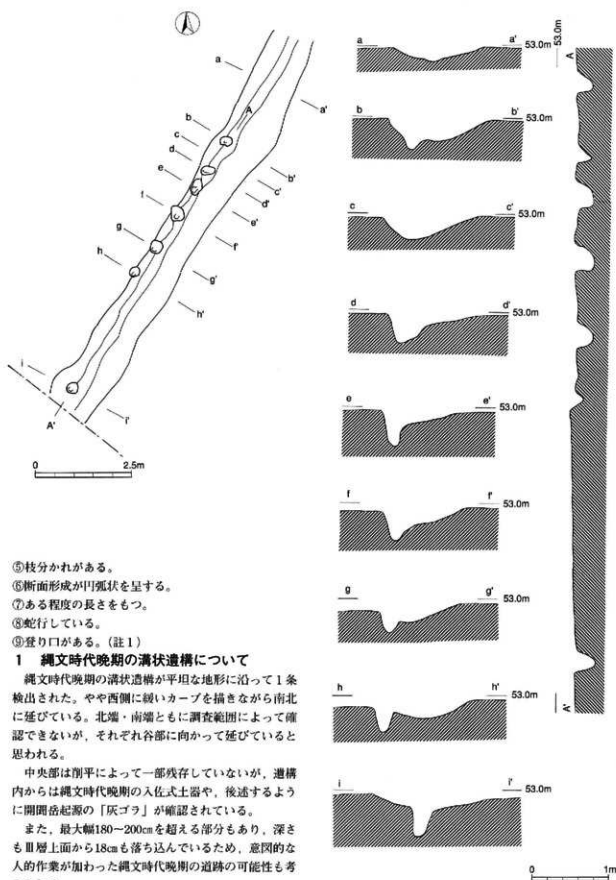 a
a'
A
b
c
d
e
b'
c'
d'
f
e'
f'
g
g'
h
h'
i
i'
A'
0
2.5m
a
a'
53.0m
53.0m
A
b
b'
53.0m
c
c'
53.0m
d
d'
53.0m
e
e'
53.0m
f
f'
53.0m
g
g'
53.0m
h
h'
53.0m
A'
i
i'
53.0m
0
1m
⑤枝分かれがある。
⑥断面形成が円弧状を呈する。
⑦ある程度の長さをもつ。
⑧蛇行している。
⑨登り口がある。(註1)
1 縄文時代晩期の溝状遺構について
縄文時代晩期の溝状遺構が平坦な地形に沿って1条
検出された。やや西側に緩いカーブを描きながら南北
に延びている。北端・南端ともに調査範囲によって確
認できないが,それぞれ谷部に向かって延びていると
思われる。
中央部は削平によって一部残存していないが,遺構
内からは縄文時代晩期の入佐式土器や,後述するよう
に開聞岳起源の「灰ゴラ」が確認されている。
また,最大幅180〜200㎝を超える部分もあり,深さ
もⅢ層上面から18㎝も落ち込んでいるため,意図的な
人的作業が加わった縄文時代晩期の道跡の可能性も考